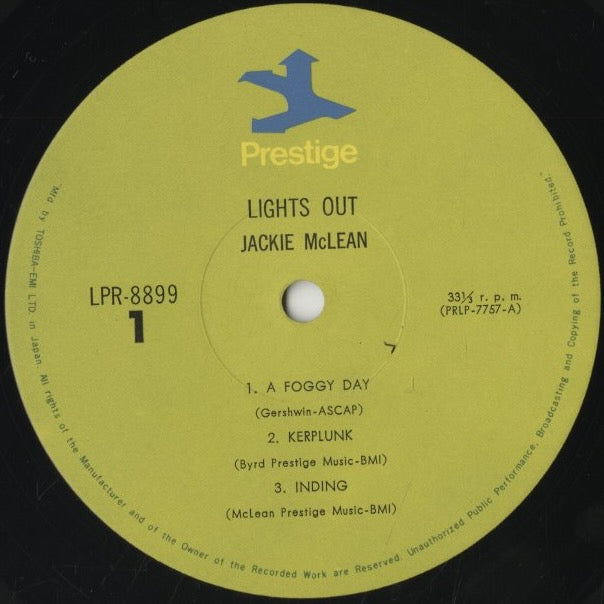 Prestige
LIGHTS OUT
JACKIE McLEAN
LPR-8899
1
33⅓ r. p. m.
(PRLP-7757-A)
1. A FOGGY DAY
(Gershwin-ASCAP)
2. KERPLUNK
(Byrd Prestige Music-BMI)
3. INDING
(McLean Prestige Music-BMI)
Mfd by TOSHIBA-EMI LTD. in Japan. All rights of the Manufacturer and of the Owner of the Recorded Work are Reserved. Unauthorized Public Performance, Broadcasting and Copying of the Record Prohibited.